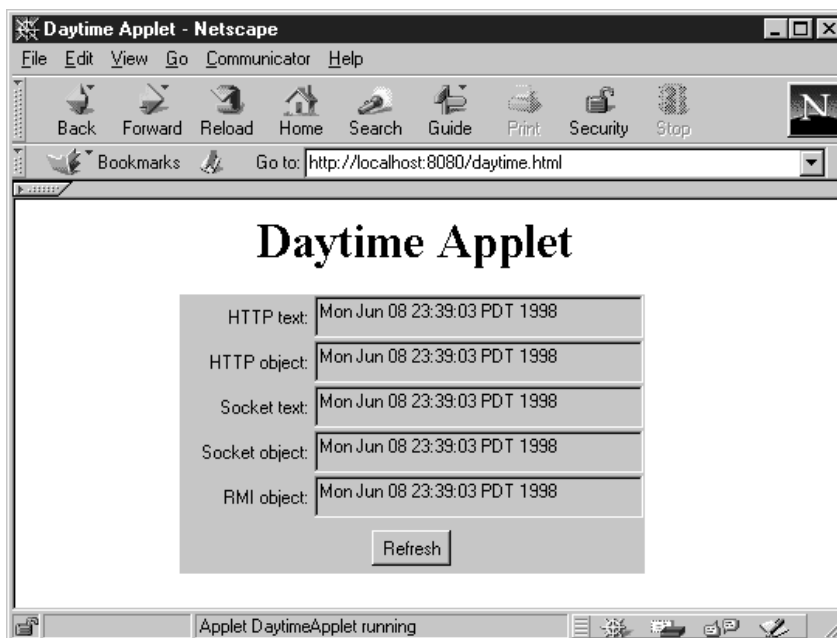 Daytime Applet - Netscape
File Edit View Go Communicator Help
Back Forward Reload Home Search Guide Print Security Stop
N
Bookmarks Go to: http://localhost:8080/daytime.html
Daytime Applet
HTTP text: Mon Jun 08 23:39:03 PDT 1998
HTTP object: Mon Jun 08 23:39:03 PDT 1998
Socket text: Mon Jun 08 23:39:03 PDT 1998
Socket object: Mon Jun 08 23:39:03 PDT 1998
RMI object: Mon Jun 08 23:39:03 PDT 1998
Refresh
Applet DaytimeApplet running